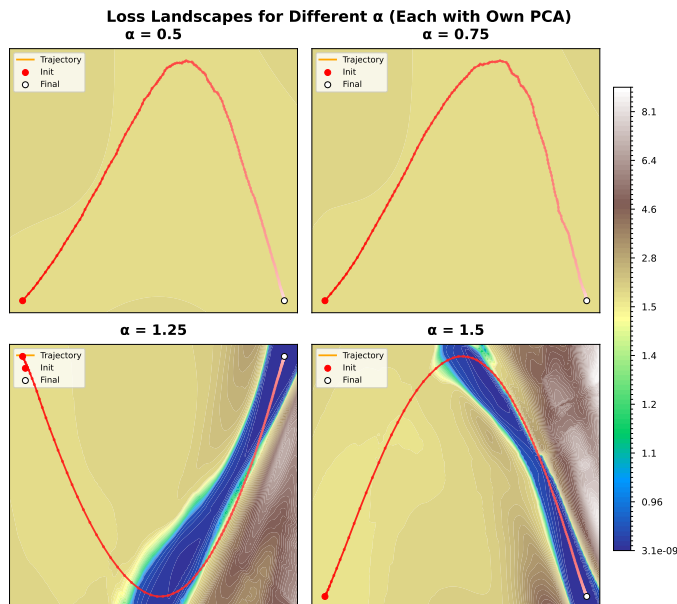 Loss Landscapes for Different α (Each with Own PCA)
α = 0.5
α = 0.75
Trajectory
Init
Final
Trajectory
Init
Final
α = 1.25
α = 1.5
Trajectory
Init
Final
Trajectory
Init
Final
8.1
6.4
4.6
2.8
1.5
1.4
1.2
1.1
0.96
3.1e-09